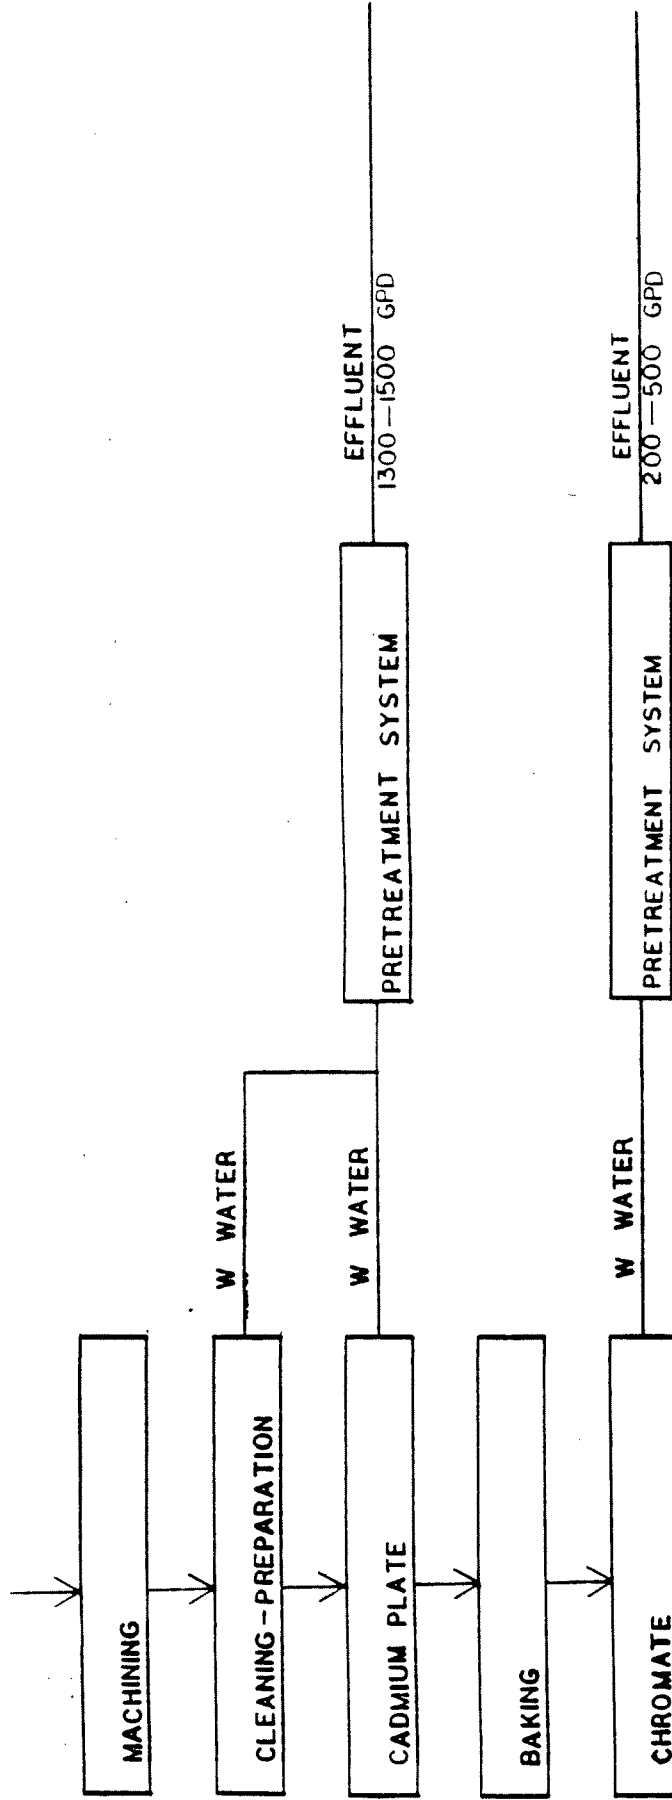 MACHINING
CLEANING-PREPARATION
W WATER
CADMIUM PLATE
W WATER
PRETREATMENT SYSTEM
EFFLUENT
1300-1500 GPD
BAKING
CHROMATE
W WATER
PRETREATMENT SYSTEM
EFFLUENT
200-500 GPD